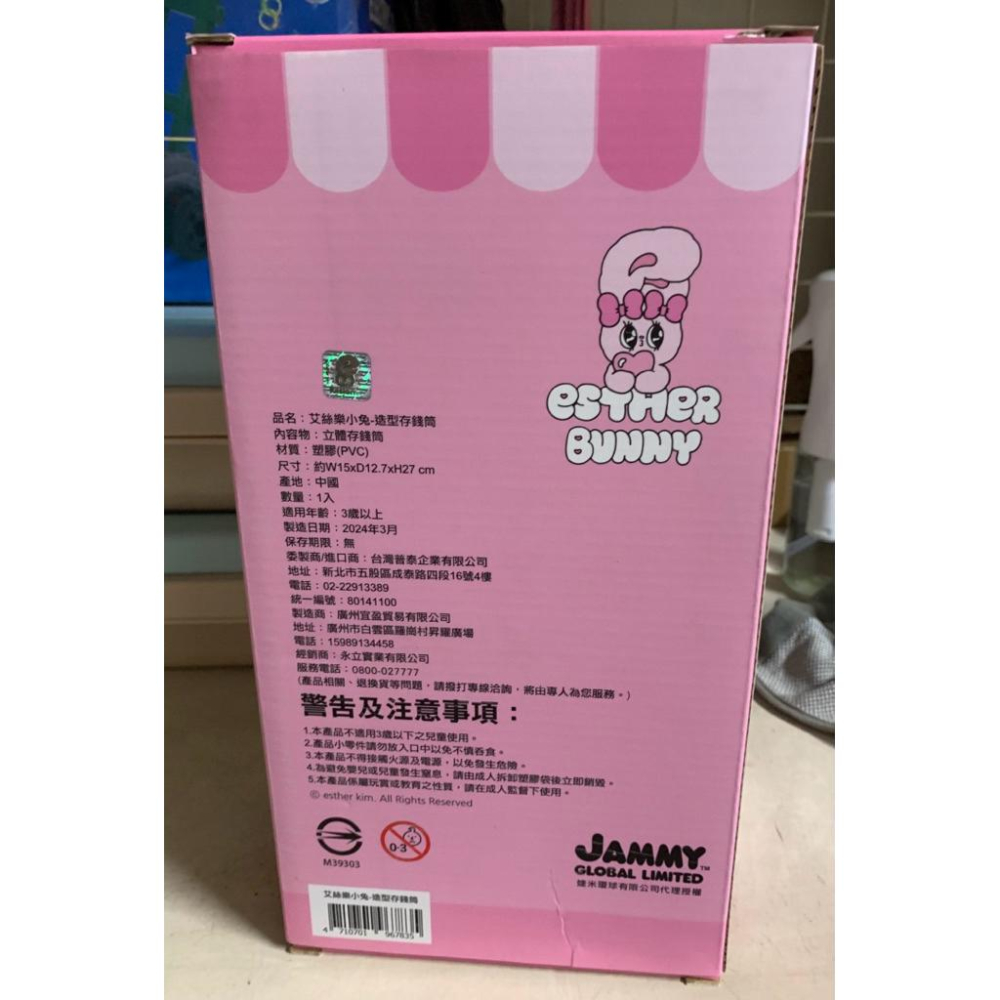 esTHeR
BUNNY
品名：艾絲樂小兔-造型存錢筒
內容物：立體存錢筒
材質：塑膠(PVC)
尺寸：約W15xD12.7xH27 cm
產地：中國
數量：1入
適用年齡：3歲以上
製造日期：2024年3月
保存期限：無
委製商/進口商：台灣晉泰企業有限公司
地址：新北市五股區成泰路四段16號4樓
電話：02-22913389
統一編號：80141100
製造商：廣州宜盈貿易有限公司
地址：廣州市白雲區羅崗村昇耀廣場
電話：15989134458
經銷商：永立實業有限公司
服務電話：0800-027777
(產品相關、退換貨等問題，請撥打專線洽詢，將由專人為您服務。)
警告及注意事項：
1.本產品不適用3歲以下之兒童使用。
2.產品小零件請勿放入口中以免不慎吞食。
3.本產品不得接觸火源及電源，以免發生危險。
4.為避免嬰兒或兒童發生窒息，請由成人拆卸塑膠袋後立即銷毀。
5.本產品係屬玩賞或教育之性質，請在成人監督下使用。
© esther kim. All Rights Reserved
M39303
0-3
JAMMY™
GLOBAL LIMITED
婕米環球有限公司代理授權
艾絲樂小兔-造型存錢筒
4 710701 967835